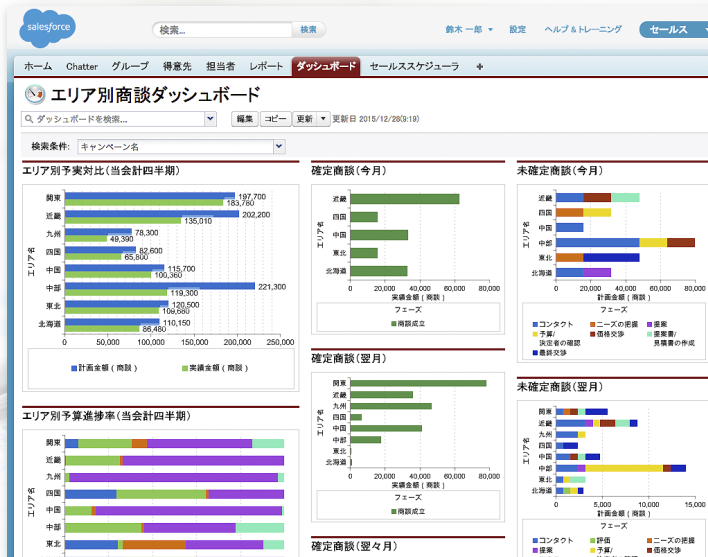 salesforce
検索...
検索
鈴木 一郎
設定
ヘルプ & トレーニング
セールス
ホーム Chatter グループ 得意先 担当者 レポート ダッシュボード セールススケジューラ +
エリア別商談ダッシュボード
ダッシュボードを検索...
編集 コピー 更新 更新日 2015/12/28(9:19)
検索条件: キャンペーン名
エリア別予実対比(当会計四半期)
エリア名
関東 197,700 183,760
近畿 202,200 135,010
九州 78,300 49,390
四国 82,600 65,800
中国 115,700 100,360
中部 221,300 119,300
東北 120,500 109,680
北海道 110,150 86,480
0 50,000 100,000 150,000 200,000 250,000
計画金額(商談) 実績金額(商談)
エリア別予算進捗率(当会計四半期)
エリア名
関東
近畿
九州
四国
中国
中部
東北
確定商談(今月)
エリア名
近畿
四国
中国
東北
北海道
0 20,000 40,000 60,000 80,000
実績金額(商談)
フェーズ
商談成立
確定商談(翌月)
エリア名
関東
近畿
九州
四国
中国
中部
東北
北海道
0 20,000 40,000 60,000 80,000
実績金額(商談)
フェーズ
商談成立
確定商談(翌々月)
未確定商談(今月)
エリア名
近畿
四国
中国
中部
東北
北海道
0 20,000 40,000 60,000 80,000
計画金額(商談)
フェーズ
コンタクト ニーズの把握 提案
予算/ 価格交渉 提案書/
決定者の確認 見積書の作成
最終交渉
未確定商談(翌月)
エリア名
関東
近畿
九州
四国
中国
中部
東北
北海道
0 5,000 10,000 15,000
計画金額(商談)
フェーズ
コンタクト 評価 ニーズの把握
提案 予算/ 価格交渉